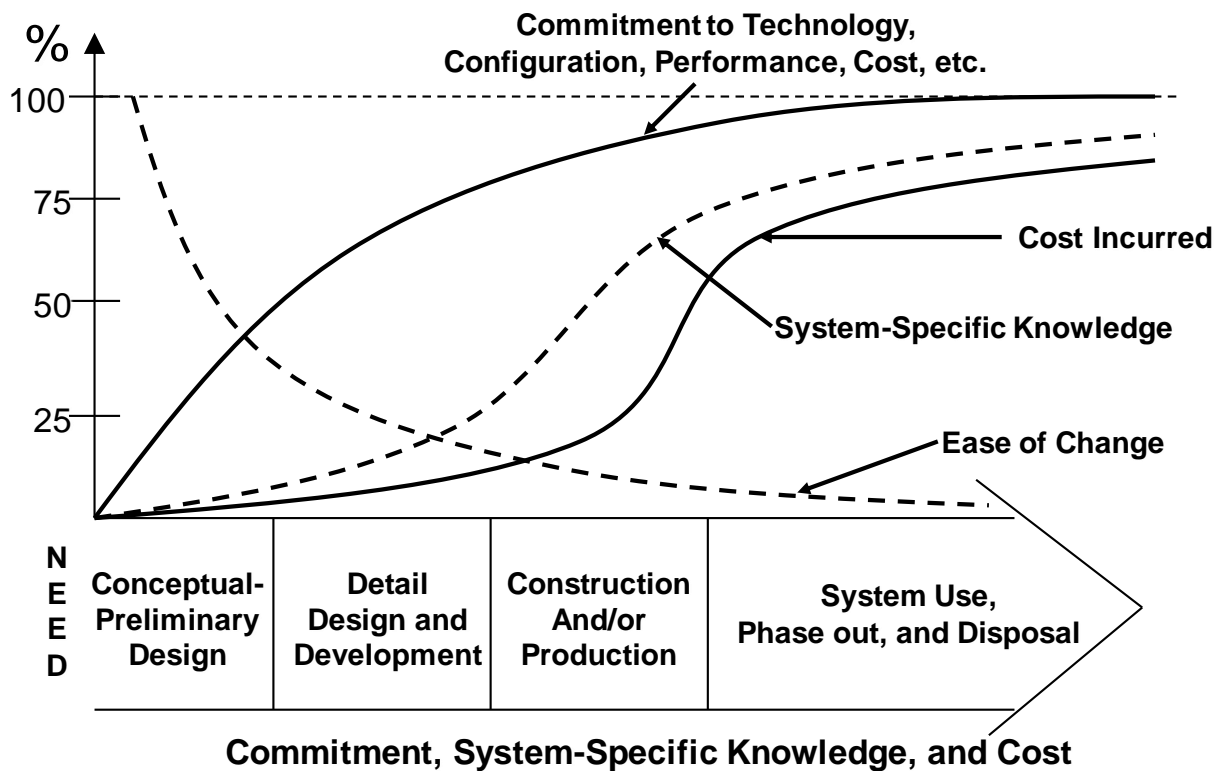 Commitment to Technology,
Configuration, Performance, Cost, etc.
%
100
75
50
25
Cost Incurred
System-Specific Knowledge
Ease of Change
N
E
E
D
Conceptual-
Preliminary
Design
Detail
Design and
Development
Construction
And/or
Production
System Use,
Phase out, and Disposal
Commitment, System-Specific Knowledge, and Cost